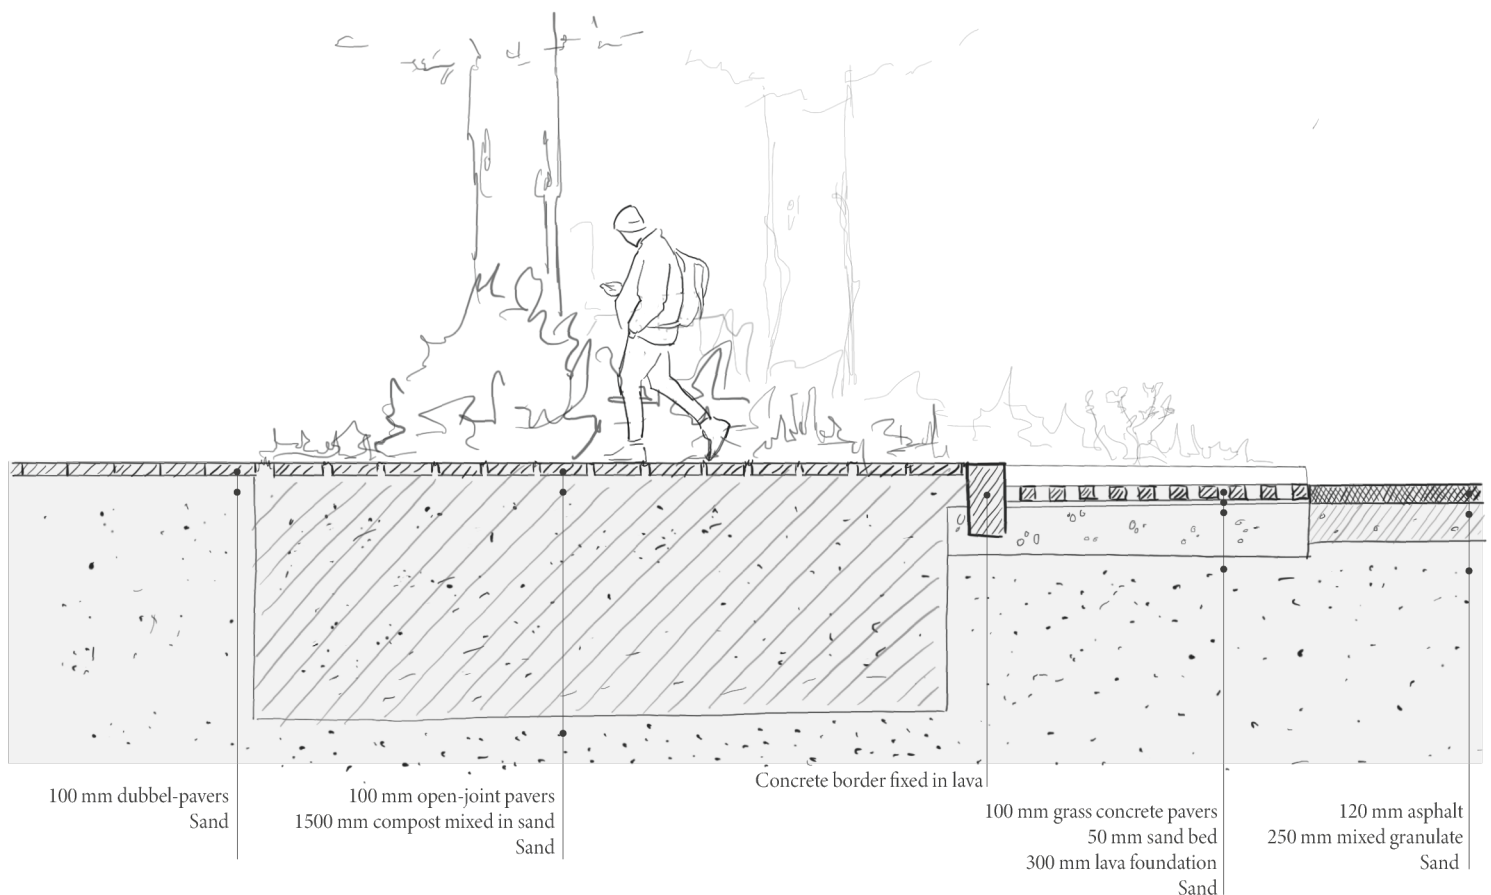 100 mm dubbel-pavers
Sand
100 mm open-joint pavers
1500 mm compost mixed in sand
Sand
Concrete border fixed in lava
100 mm grass concrete pavers
50 mm sand bed
300 mm lava foundation
Sand
120 mm asphalt
250 mm mixed granulate
Sand